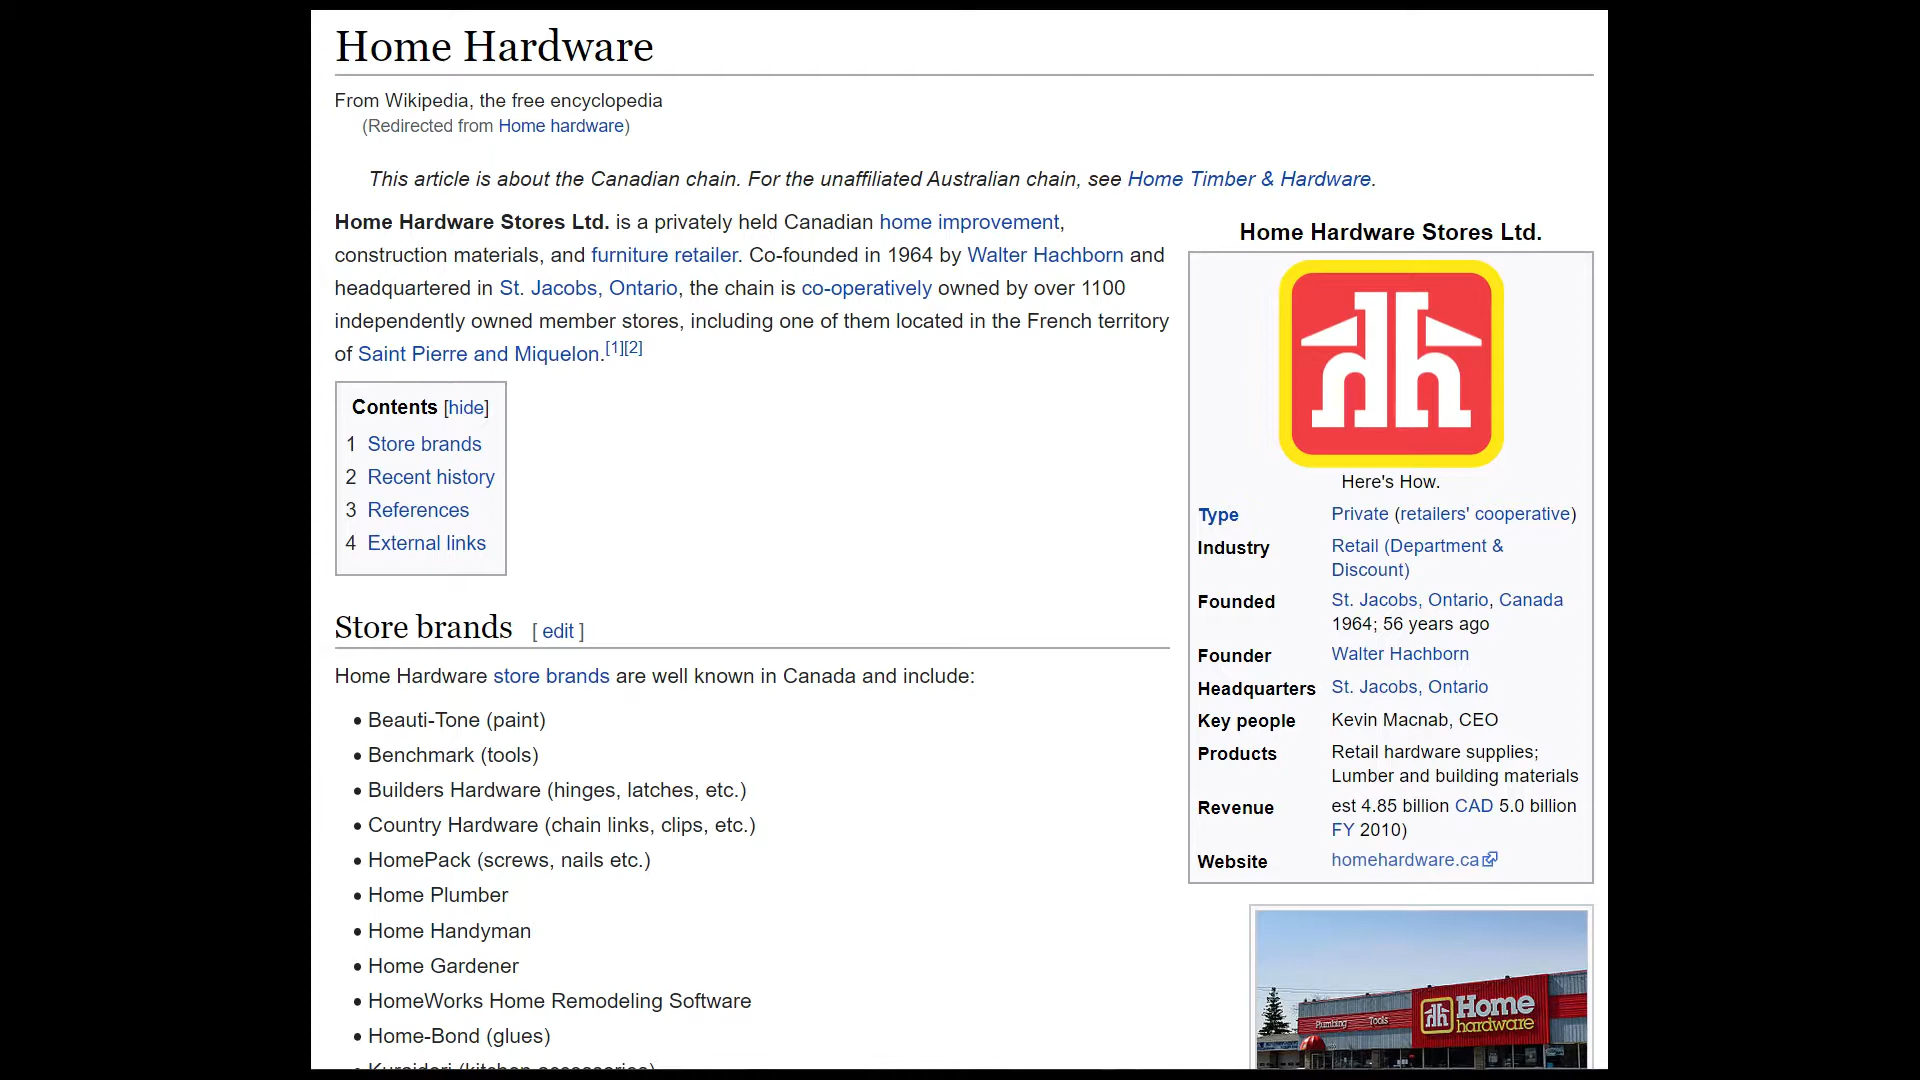 Home Hardware
From Wikipedia, the free encyclopedia
(Redirected from Home hardware)
This article is about the Canadian chain. For the unaffiliated Australian chain, see Home Timber & Hardware.
Home Hardware Stores Ltd. is a privately held Canadian home improvement,
construction materials, and furniture retailer. Co-founded in 1964 by Walter Hachborn and
headquartered in St. Jacobs, Ontario, the chain is co-operatively owned by over 1100
independently owned member stores, including one of them located in the French territory
of Saint Pierre and Miquelon.[1][2]
Contents [hide]
1 Store brands
2 Recent history
3 References
4 External links
Store brands [ edit ]
Home Hardware store brands are well known in Canada and include:
• Beauti-Tone (paint)
• Benchmark (tools)
• Builders Hardware (hinges, latches, etc.)
• Country Hardware (chain links, clips, etc.)
• HomePack (screws, nails etc.)
• Home Plumber
• Home Handyman
• Home Gardener
• HomeWorks Home Remodeling Software
• Home-Bond (glues)
• Kuraidori (kitchen accessories)
Home Hardware Stores Ltd.
Here's How.
Type Private (retailers' cooperative)
Industry Retail (Department &
Discount)
Founded St. Jacobs, Ontario, Canada
1964; 56 years ago
Founder Walter Hachborn
Headquarters St. Jacobs, Ontario
Key people Kevin Macnab, CEO
Products Retail hardware supplies;
Lumber and building materials
Revenue est 4.85 billion CAD 5.0 billion
FY 2010)
Website homehardware.ca
Plumbing Tools
Home
hardware